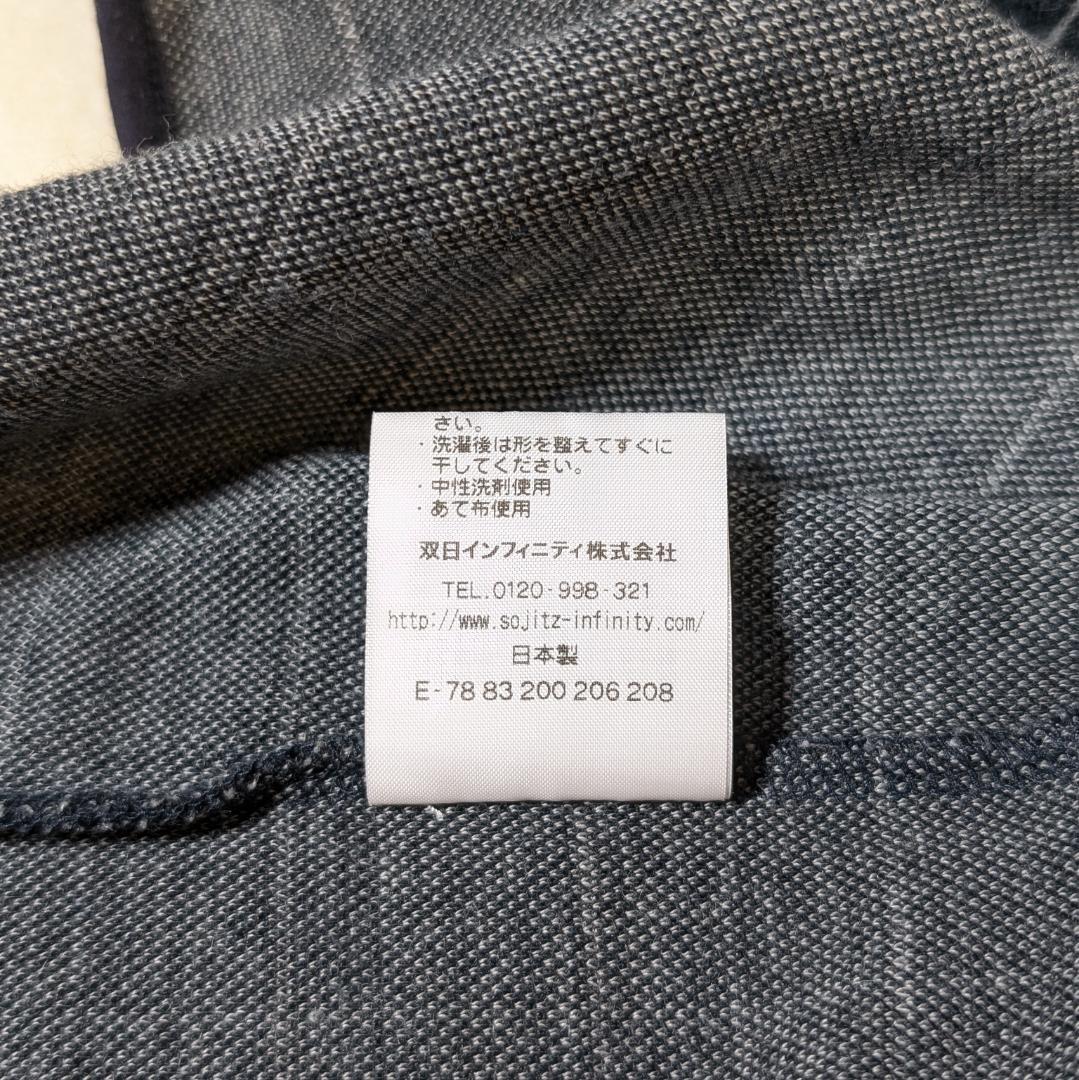 さい。
・洗濯後は形を整えてすぐに
干してください。
・中性洗剤使用
・あて布使用
双日インフィニティ株式会社
TEL.0120-998-321
http://www.sojitz-infinity.com/
日本製
E-78 83 200 206 208